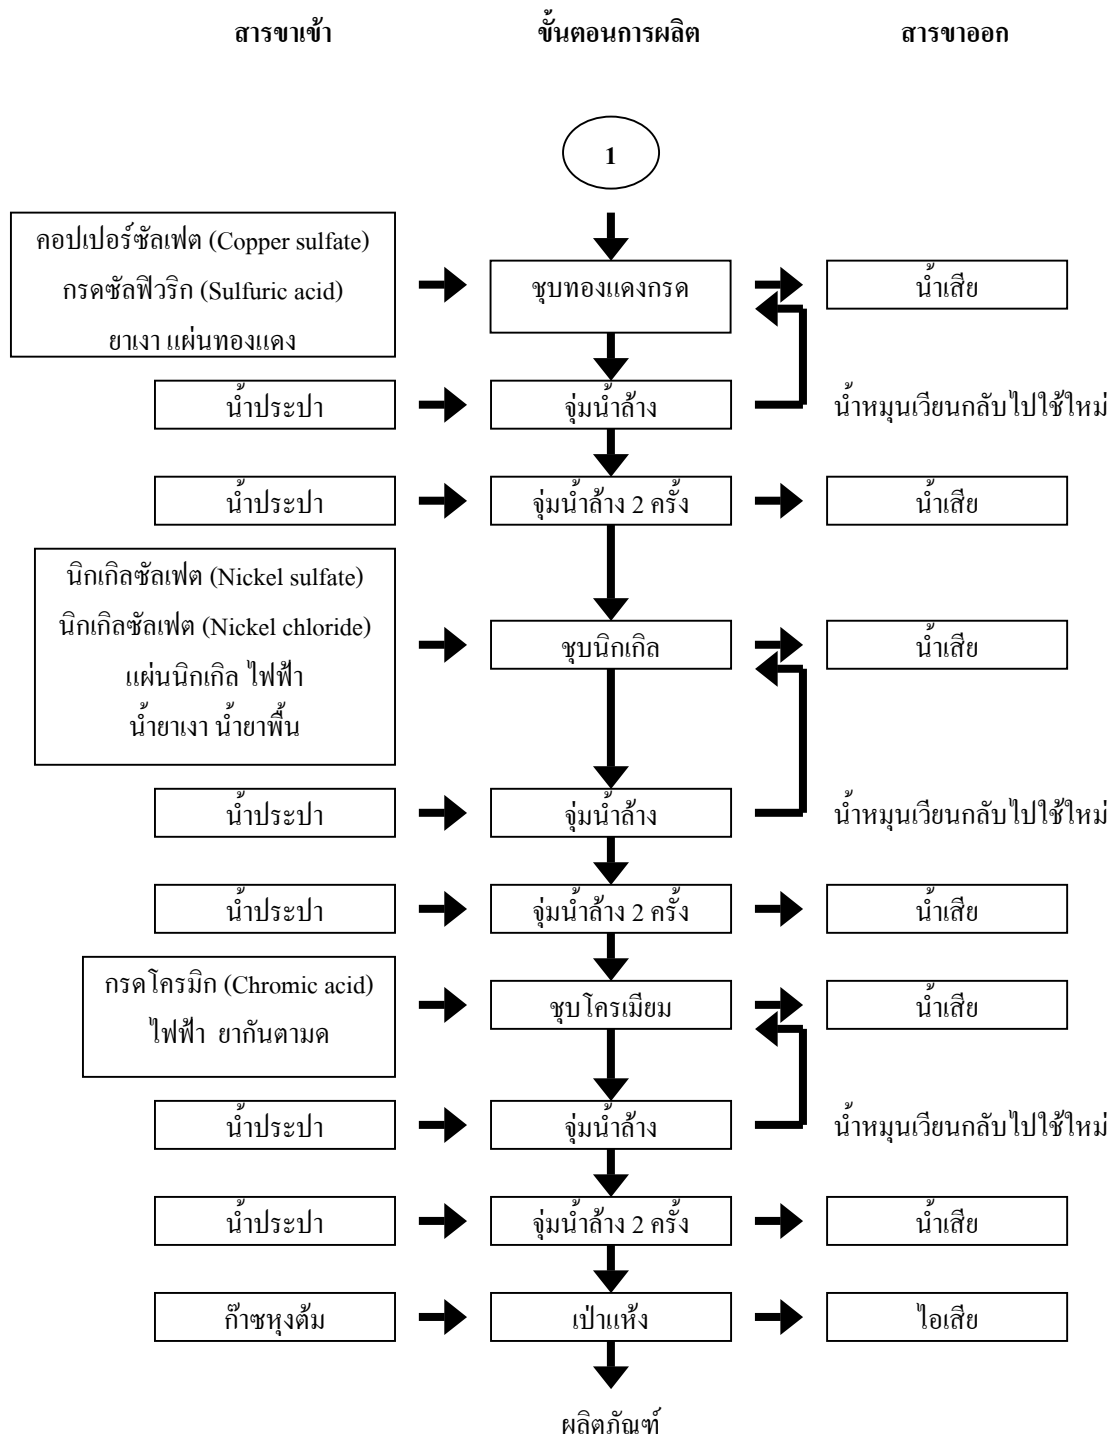 สารขาเข้า ขั้นตอนการผลิต สารขาออก
1
คอปเปอร์ซัลเฟต (Copper sulfate)
กรดซัลฟิวริก (Sulfuric acid)
ยาเงา แผ่นทองแดง
ชุบทองแดงกรด
น้ำเสีย
น้ำประปา
จุ่มน้ำล้าง
น้ำหมุนเวียนกลับไปใช้ใหม่
น้ำประปา
จุ่มน้ำล้าง 2 ครั้ง
น้ำเสีย
นิกเกิลซัลเฟต (Nickel sulfate)
นิกเกิลซัลเฟต (Nickel chloride)
แผ่นนิกเกิล ไฟฟ้า
น้ำยาเงา น้ำยาพื้น
ชุบนิกเกิล
น้ำเสีย
น้ำประปา
จุ่มน้ำล้าง
น้ำหมุนเวียนกลับไปใช้ใหม่
น้ำประปา
จุ่มน้ำล้าง 2 ครั้ง
น้ำเสีย
กรดโครมิก (Chromic acid)
ไฟฟ้า ยากันตามด
ชุบโครเมียม
น้ำเสีย
น้ำประปา
จุ่มน้ำล้าง
น้ำหมุนเวียนกลับไปใช้ใหม่
น้ำประปา
จุ่มน้ำล้าง 2 ครั้ง
น้ำเสีย
ก๊าซหุงต้ม
เป่าแห้ง
ไอเสีย
ผลิตภัณฑ์